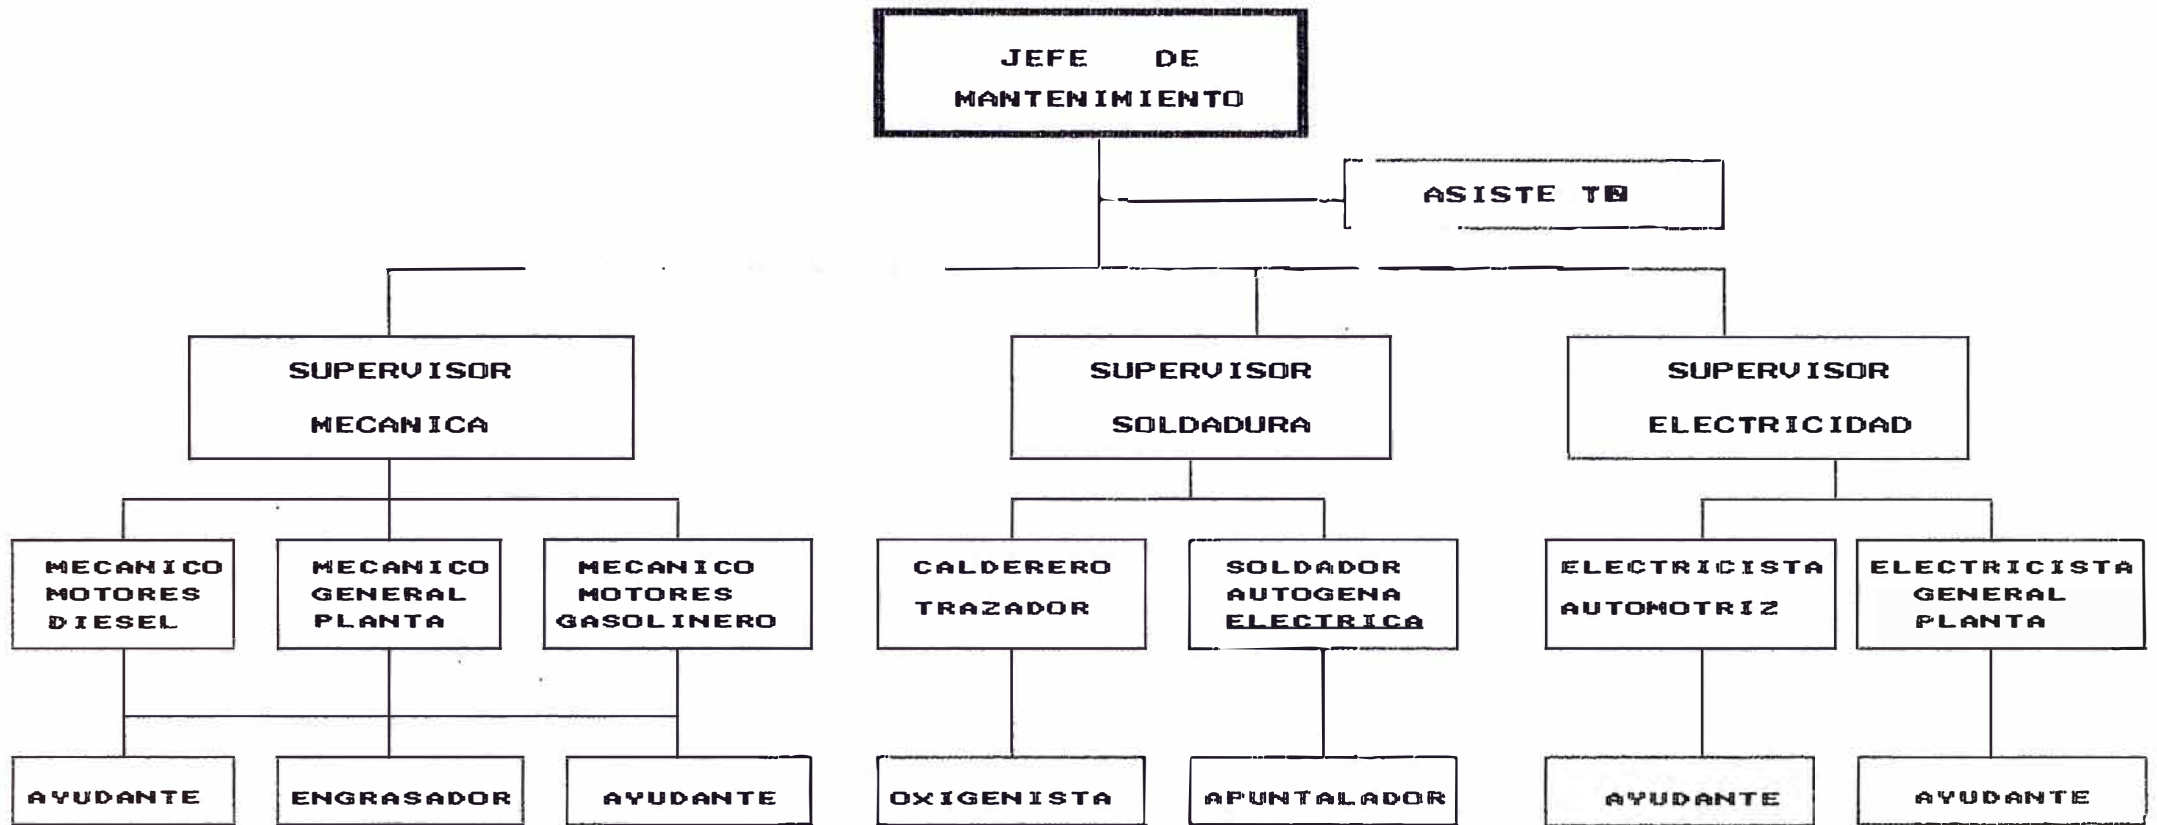 JEFE DE
MANTENIMIENTO
ASISTE T
SUPERVISOR
MECANICA
SUPERVISOR
SOLDADURA
SUPERVISOR
ELECTRICIDAD
MECANICO
MOTORES
DIESEL
MECANICO
GENERAL
PLANTA
MECANICO
MOTORES
GASOLINERO
CALDERERO
TRAZADOR
SOLDADOR
AUTOGENA
ELECTRICA
ELECTRICISTA
AUTOMOTRIZ
ELECTRICISTA
GENERAL
PLANTA
AYUDANTE
ENGRASADOR
AYUDANTE
OXIGENISTA
APUNTALADOR
AYUDANTE
AYUDANTE